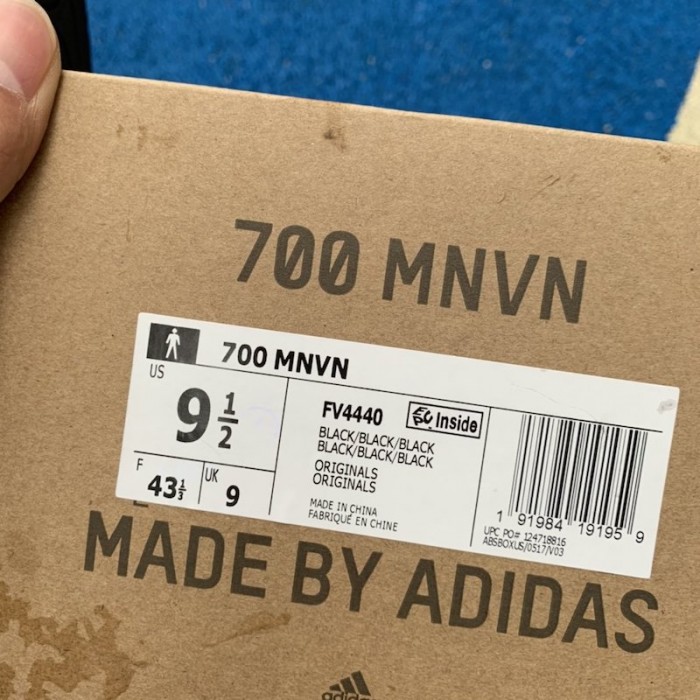 700 MNVN
700 MNVN
US
9 1/2
F
43 1/3
UK
9
FV4440
Inside
BLACK/BLACK/BLACK
BLACK/BLACK/BLACK
ORIGINALS
ORIGINALS
MADE IN CHINA
FABRIQUÉ EN CHINE
1 91984 19195 9
UPC PO# 124718816
ABSBOXUS/0517/V03
MADE BY ADIDAS
adidas